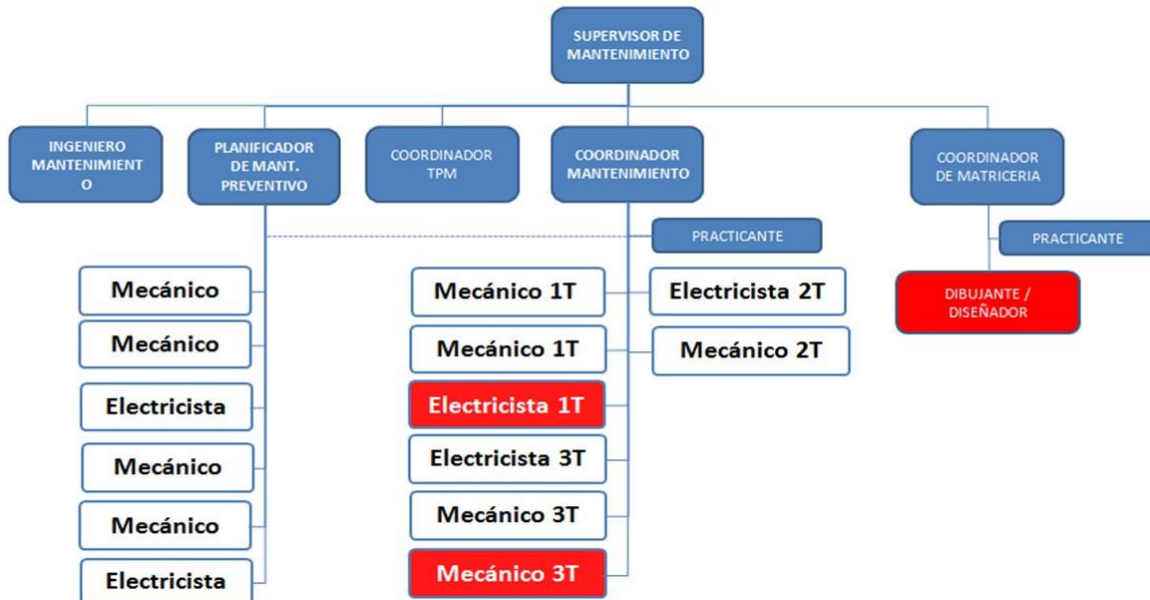 SUPERVISOR DE
MANTENIMIENTO
INGENIERO
MANTENIMIENT
O
PLANIFICADOR
DE MANT.
PREVENTIVO
COORDINADOR
TPM
COORDINADOR
MANTENIMIENTO
COORDINADOR
DE MATRICERIA
PRACTICANTE
PRACTICANTE
Mecánico
Mecánico
Electricista
Mecánico
Mecánico
Electricista
Mecánico 1T
Mecánico 1T
Electricista 1T
Electricista 3T
Mecánico 3T
Mecánico 3T
Electricista 2T
Mecánico 2T
DIBUJANTE /
DISEÑADOR